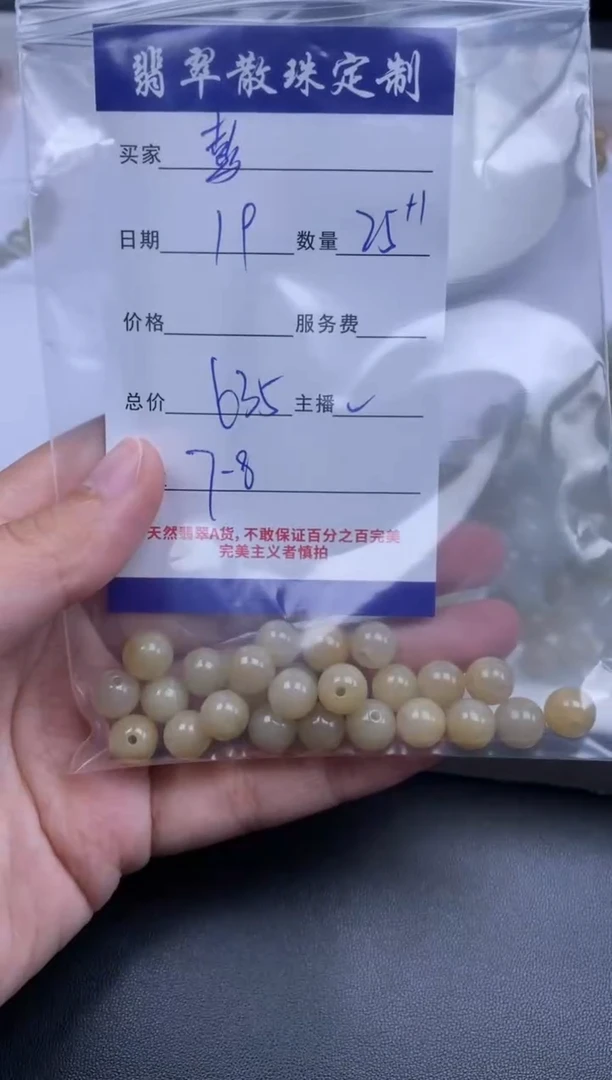 翡翠散珠定制
买家 彭
日期 19 数量 25+1
价格 服务费
总价 635 主播 ✓
7-8
天然翡翠A货，不敢保证百分之百完美
完美主义者慎拍